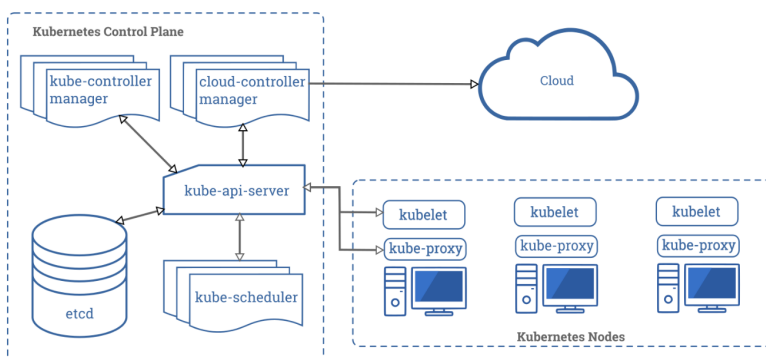 Kubernetes Control Plane
kube-controller
manager
cloud-controller
manager
Cloud
kube-api-server
kubelet
kubelet
kubelet
kube-proxy
kube-proxy
kube-proxy
etcd
kube-scheduler
Kubernetes Nodes